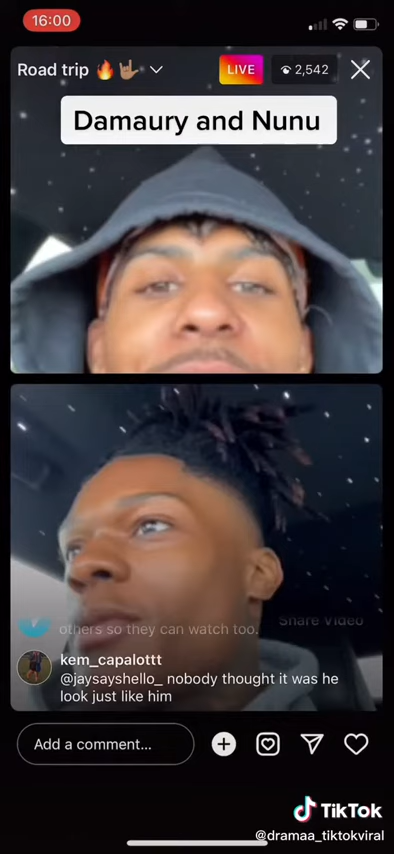 16:00
Road trip 🔥🤟🏽
LIVE
2,542
Damaury and Nunu
Share Video
others so they can watch too.
kem_capalottt
@jaysayshello_ nobody thought it was he
look just like him
Add a comment...
TikTok
@dramaa_tiktokviral